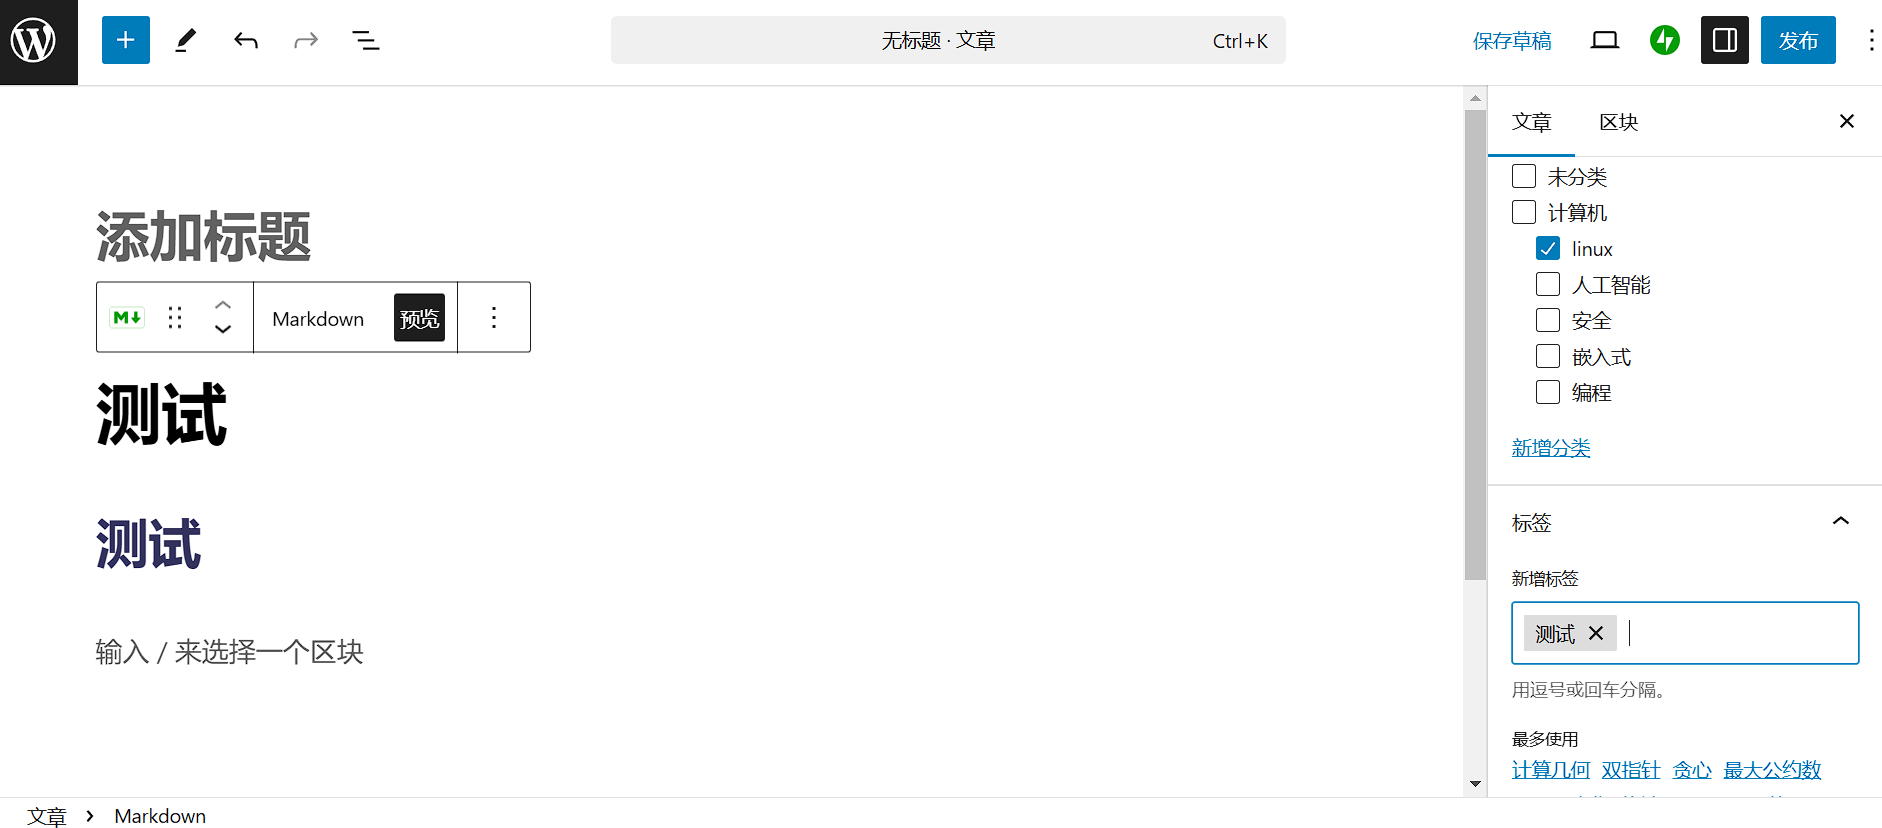 无标题 · 文章 Ctrl+K 保存草稿 发布
文章 区块
未分类
计算机
linux
人工智能
安全
嵌入式
编程
新增分类
标签
新增标签
测试
用逗号或回车分隔。
最多使用
计算几何 双指针 贪心 最大公约数
添加标题
M Markdown 预览
测试
测试
输入 / 来选择一个区块
文章 Markdown